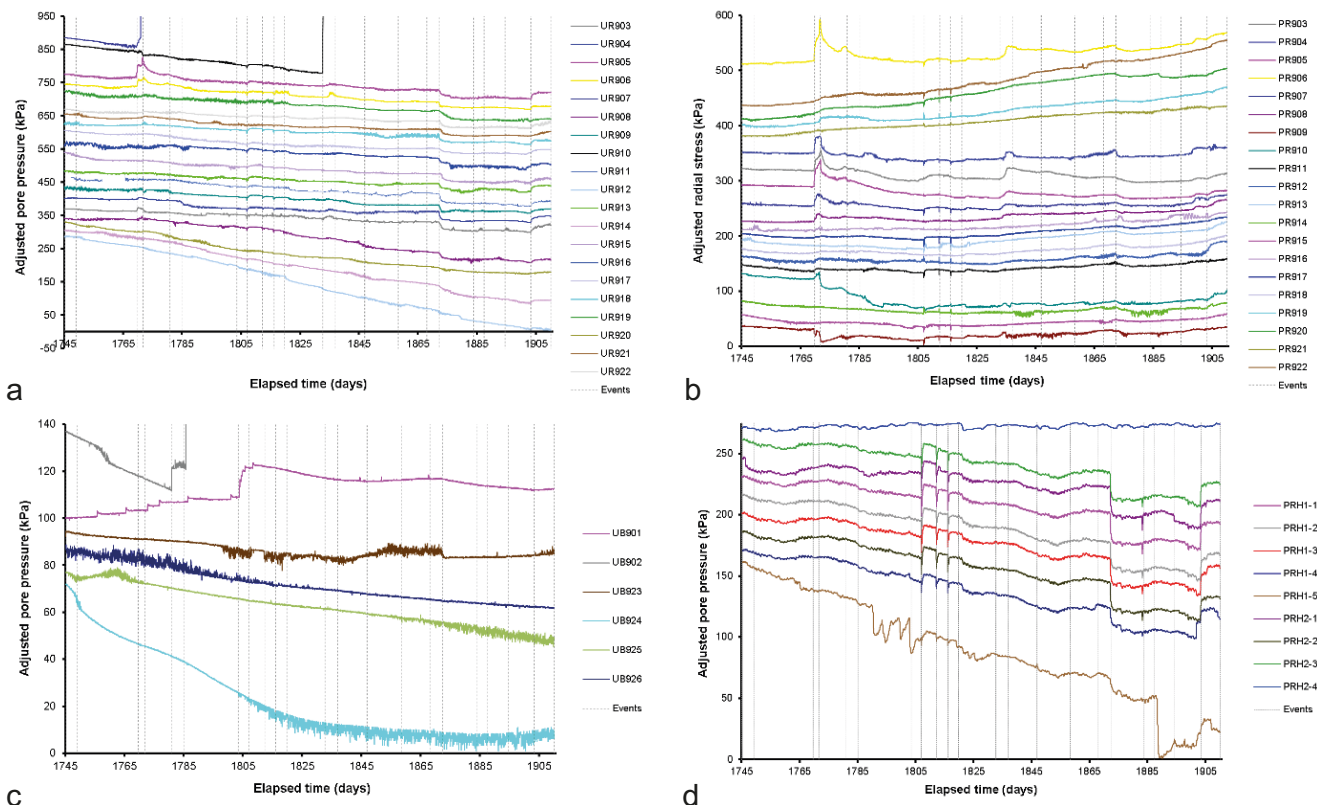 Adjusted pore pressure (kPa)
950
850
750
650
550
450
350
250
150
50
-50
1745
1765
1785
1805
1825
1845
1865
1885
1905
Elapsed time (days)
UR903
UR904
UR905
UR906
UR907
UR908
UR909
UR910
UR911
UR912
UR913
UR914
UR915
UR916
UR917
UR918
UR919
UR920
UR921
UR922
Events
a
Adjusted radial stress (kPa)
600
500
400
300
200
100
0
1745
1765
1785
1805
1825
1845
1865
1885
1905
Elapsed time (days)
PR903
PR904
PR905
PR906
PR907
PR908
PR909
PR910
PR911
PR912
PR913
PR914
PR915
PR916
PR917
PR918
PR919
PR920
PR921
PR922
Events
b
Adjusted pore pressure (kPa)
140
120
100
80
60
40
20
0
1745
1765
1785
1805
1825
1845
1865
1885
1905
Elapsed time (days)
UB901
UB902
UB923
UB924
UB925
UB926
Events
c
Adjusted pore pressure (kPa)
250
200
150
100
50
0
1745
1765
1785
1805
1825
1845
1865
1885
1905
Elapsed time (days)
PRH1-1
PRH1-2
PRH1-3
PRH1-4
PRH1-5
PRH2-1
PRH2-2
PRH2-3
PRH2-4
Events
d